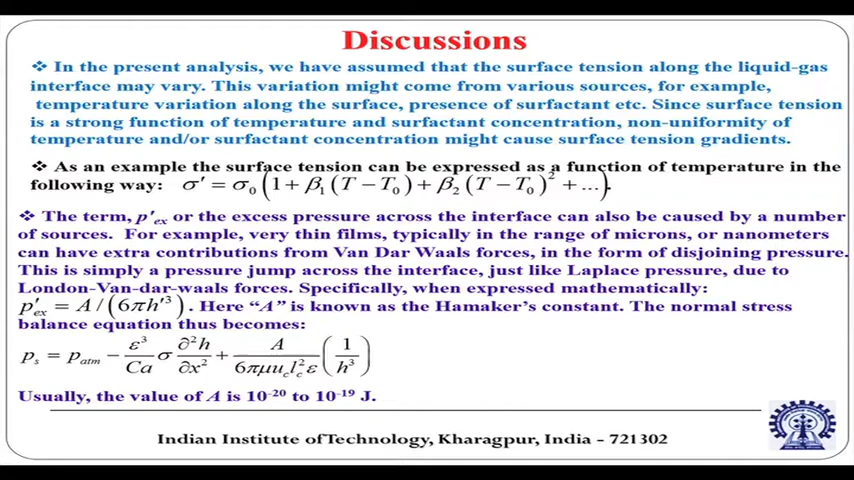 Discussions
❖ In the present analysis, we have assumed that the surface tension along the liquid-gas
interface may vary. This variation might come from various sources, for example,
temperature variation along the surface, presence of surfactant etc. Since surface tension
is a strong function of temperature and surfactant concentration, non-uniformity of
temperature and/or surfactant concentration might cause surface tension gradients.
❖ As an example the surface tension can be expressed as a function of temperature in the
following way: σ′ = σ₀(1 + β₁(T − T₀) + β₂(T − T₀)² + ...).
❖ The term, p′ₑₓ or the excess pressure across the interface can also be caused by a number
of sources. For example, very thin films, typically in the range of microns, or nanometers
can have extra contributions from Van Dar Waals forces, in the form of disjoining pressure.
This is simply a pressure jump across the interface, just like Laplace pressure, due to
London-Van-dar-waals forces. Specifically, when expressed mathematically:
p′ₑₓ = A/(6πh′³). Here “A” is known as the Hamaker’s constant. The normal stress
balance equation thus becomes:
pₛ = pₐₜₘ − (ε³/Ca) σ (∂²h/∂x²) + (A/(6πμu_c l_c² ε)) (1/h³)
Usually, the value of A is 10⁻²⁰ to 10⁻¹⁹ J.
Indian Institute of Technology, Kharagpur, India - 721302